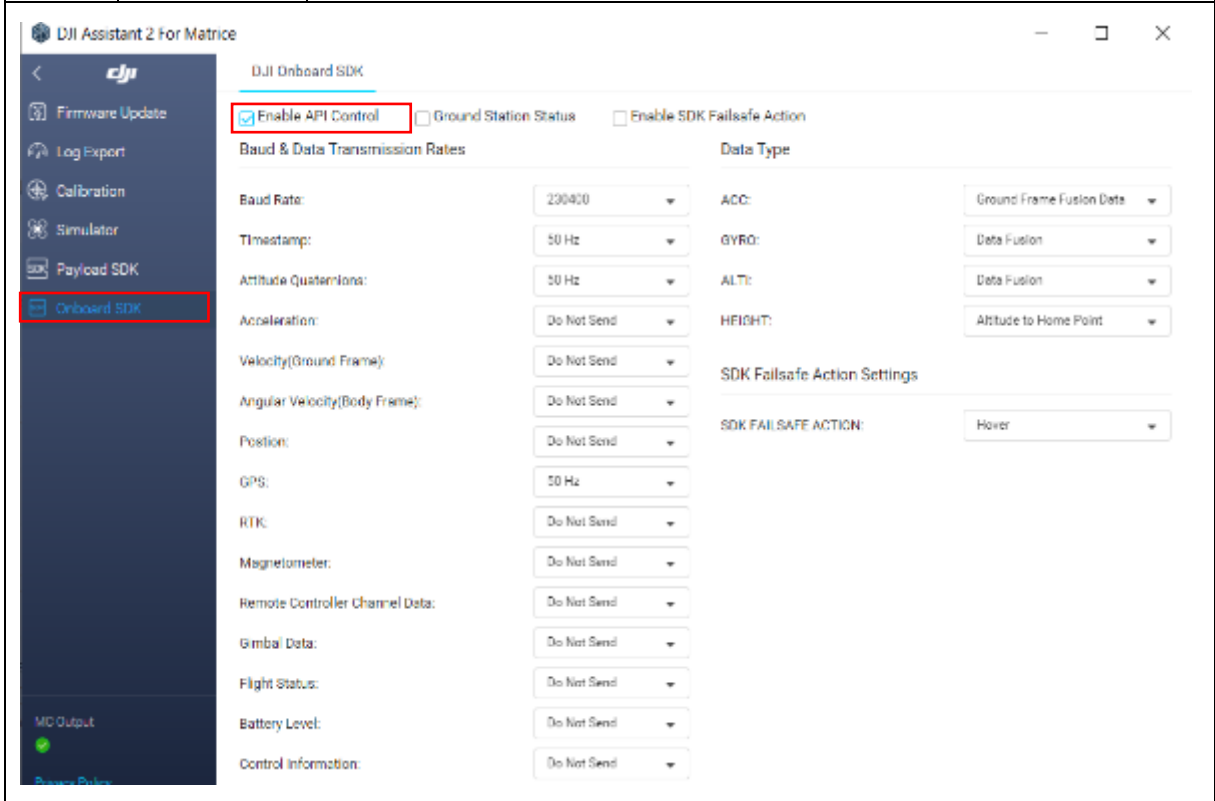 DJI Assistant 2 For Matrice
dji
Firmware Update
Log Export
Calibration
Simulator
Payload SDK
Onboard SDK
MC Output
Privacy Policy
DJI Onboard SDK
Enable API Control Ground Station Status Enable SDK Failsafe Action
Baud & Data Transmission Rates
Baud Rate: 230400
Timestamp: 50 Hz
Attitude Quaternions: 50 Hz
Acceleration: Do Not Send
Velocity(Ground Frame): Do Not Send
Angular Velocity(Body Frame): Do Not Send
Postion: Do Not Send
GPS: 50 Hz
RTK: Do Not Send
Magnetometer: Do Not Send
Remote Controller Channel Data: Do Not Send
Gimbal Data: Do Not Send
Flight Status: Do Not Send
Battery Level: Do Not Send
Control Information: Do Not Send
Data Type
ACC: Ground Frame Fusion Data
GYRO: Data Fusion
ALTI: Data Fusion
HEIGHT: Altitude to Home Point
SDK Failsafe Action Settings
SDK FAILSAFE ACTION: Hover